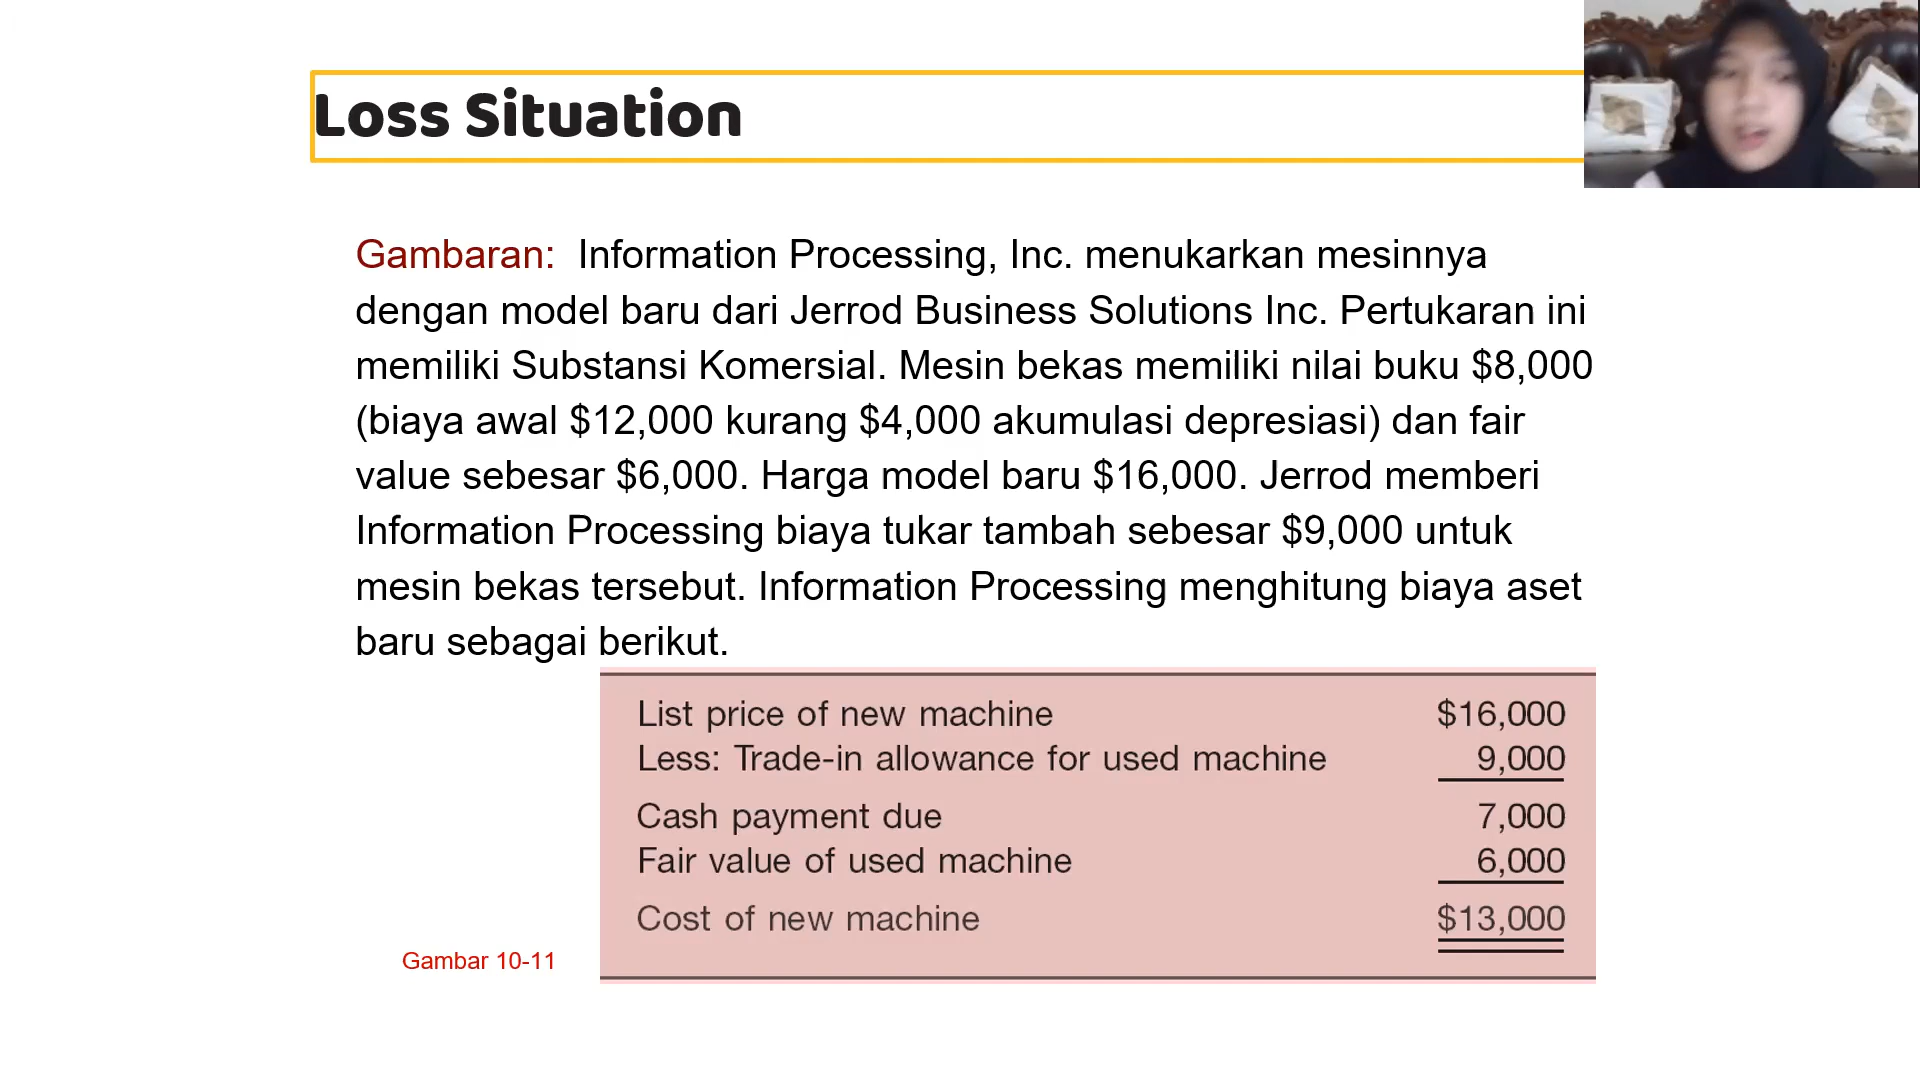 Loss Situation
Gambaran: Information Processing, Inc. menukarkan mesinnya
dengan model baru dari Jerrod Business Solutions Inc. Pertukaran ini
memiliki Substansi Komersial. Mesin bekas memiliki nilai buku $8,000
(biaya awal $12,000 kurang $4,000 akumulasi depresiasi) dan fair
value sebesar $6,000. Harga model baru $16,000. Jerrod memberi
Information Processing biaya tukar tambah sebesar $9,000 untuk
mesin bekas tersebut. Information Processing menghitung biaya aset
baru sebagai berikut.
List price of new machine $16,000
Less: Trade-in allowance for used machine 9,000
Cash payment due 7,000
Fair value of used machine 6,000
Cost of new machine $13,000
Gambar 10-11